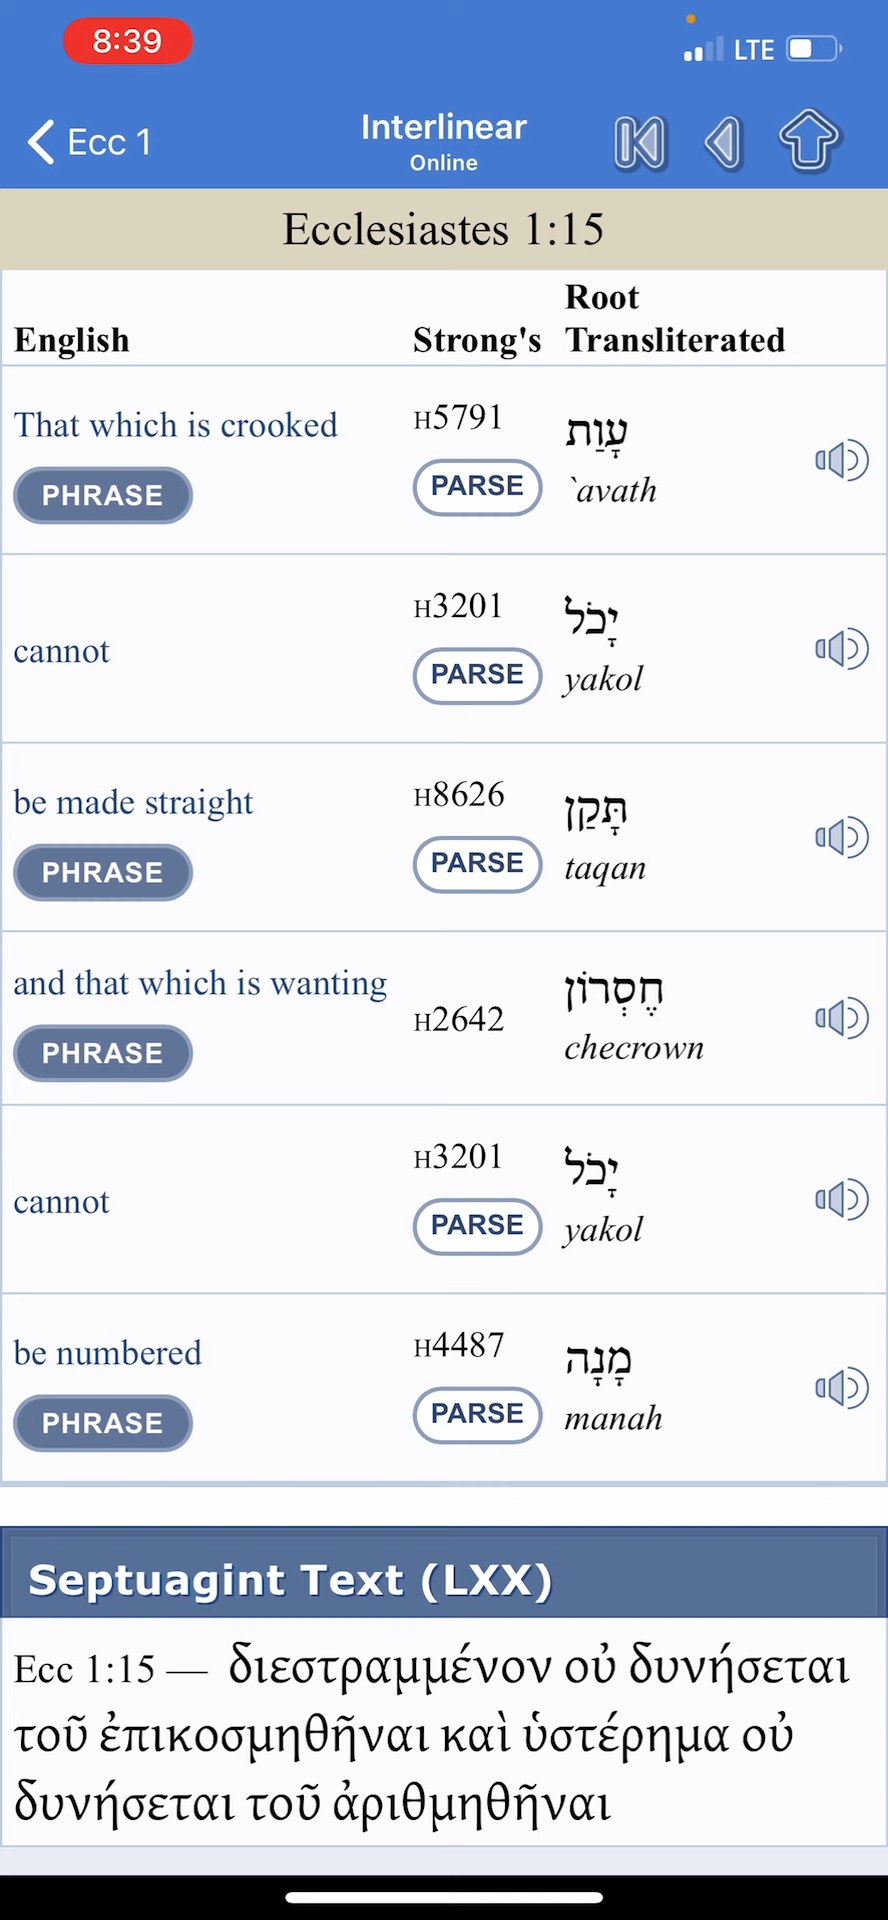 8:39
LTE
Ecc 1
Interlinear
Online
Ecclesiastes 1:15
English Strong's Root Transliterated
That which is crooked
PHRASE
H5791
PARSE
עָוַת
`avath
cannot
H3201
PARSE
יָכֹל
yakol
be made straight
PHRASE
H8626
PARSE
תָּקַן
taqan
and that which is wanting
PHRASE
H2642
חֶסְרוֹן
checrown
cannot
H3201
PARSE
יָכֹל
yakol
be numbered
PHRASE
H4487
PARSE
מָנָה
manah
Septuagint Text (LXX)
Ecc 1:15 — διεστραμμένον οὐ δυνήσεται
τοῦ ἐπικοσμηθῆναι καὶ ὑστέρημα οὐ
δυνήσεται τοῦ ἀριθμηθῆναι